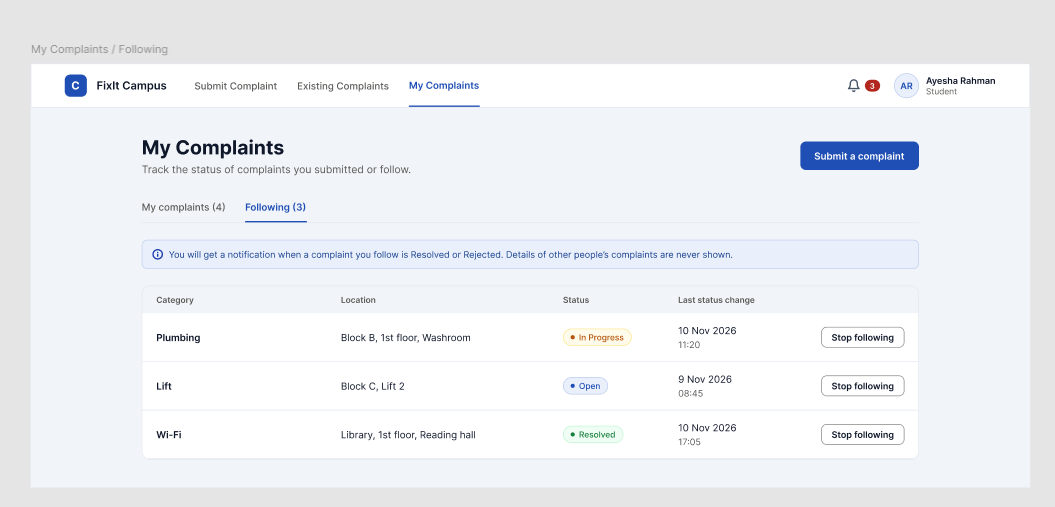 My Complaints / Following
C FixIt Campus Submit Complaint Existing Complaints My Complaints 3 AR Ayesha Rahman
Student
My Complaints
Track the status of complaints you submitted or follow.
Submit a complaint
My complaints (4) Following (3)
You will get a notification when a complaint you follow is Resolved or Rejected. Details of other people's complaints are never shown.
Category Location Status Last status change
Plumbing Block B, 1st floor, Washroom In Progress 10 Nov 2026 Stop following
11:20
Lift Block C, Lift 2 Open 9 Nov 2026 Stop following
08:45
Wi-Fi Library, 1st floor, Reading hall Resolved 10 Nov 2026 Stop following
17:05